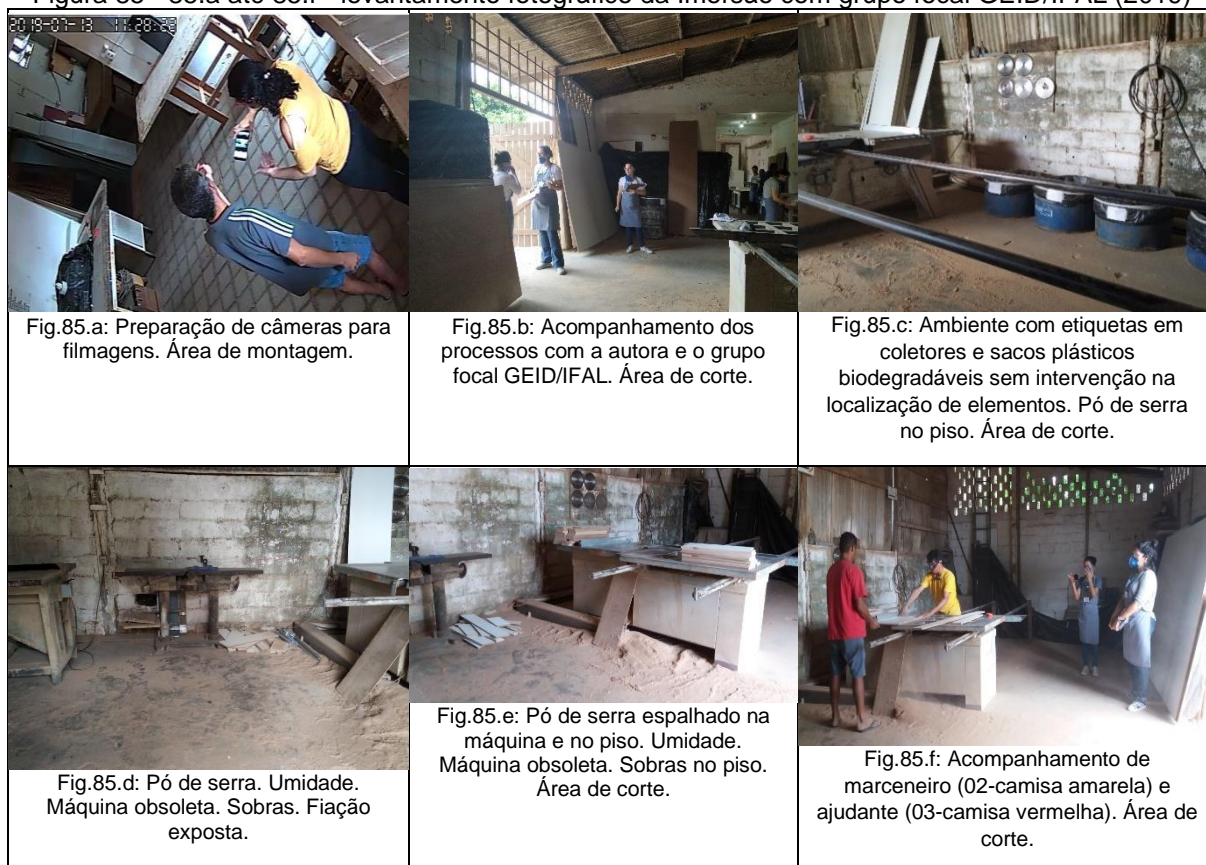 Figura 85 - 85.a até 85.f - levantamento fotográfico da imersão com grupo focal GEID/IFAL
Fig.85.a: Preparação de câmeras para
filmagens. Área de montagem.
Fig.85.b: Acompanhamento dos
processos com a autora e o grupo
focal GEID/IFAL. Área de corte.
Fig.85.c: Ambiente com etiquetas em
coletores e sacos plásticos
biodegradáveis sem intervenção na
localização de elementos. Pó de serra
no piso. Área de corte.
Fig.85.d: Pó de serra. Umidade.
Máquina obsoleta. Sobras. Fiação
exposta.
Fig.85.e: Pó de serra espalhado na
máquina e no piso. Umidade.
Máquina obsoleta. Sobras no piso.
Área de corte.
Fig.85.f: Acompanhamento de
marceneiro (02-camisa amarela) e
ajudante (03-camisa vermelha). Área de
corte.